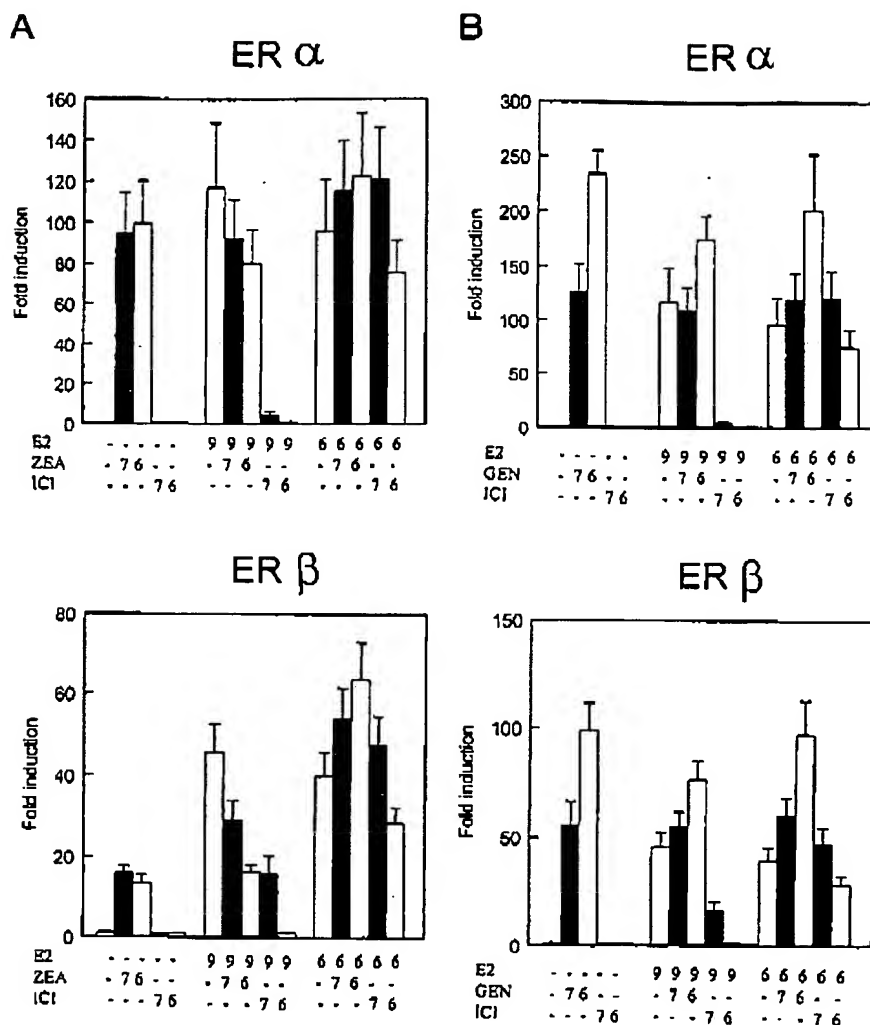 A
ER α
160
140
120
100
80
60
40
20
0
Fold induction
E2 - - - - - 9 9 9 9 9 6 6 6 6 6
ZEA - 7 6 - - - 7 6 - - - 7 6 - -
ICI - - - 7 6 - - - 7 6 - - - 7 6
ER β
80
60
40
20
0
Fold induction
E2 - - - - - 9 9 9 9 9 6 6 6 6 6
ZEA - 7 6 - - - 7 6 - - - 7 6 - -
ICI - - - 7 6 - - - 7 6 - - - 7 6
B
ER α
300
250
200
150
100
50
0
Fold induction
E2 - - - - - 9 9 9 9 9 6 6 6 6 6
GEN - 7 6 - - - 7 6 - - - 7 6 - -
ICI - - - 7 6 - - - 7 6 - - - 7 6
ER β
150
100
50
0
Fold induction
E2 - - - - - 9 9 9 9 9 6 6 6 6 6
GEN - 7 6 - - - 7 6 - - - 7 6 - -
ICI - - - 7 6 - - - 7 6 - - - 7 6